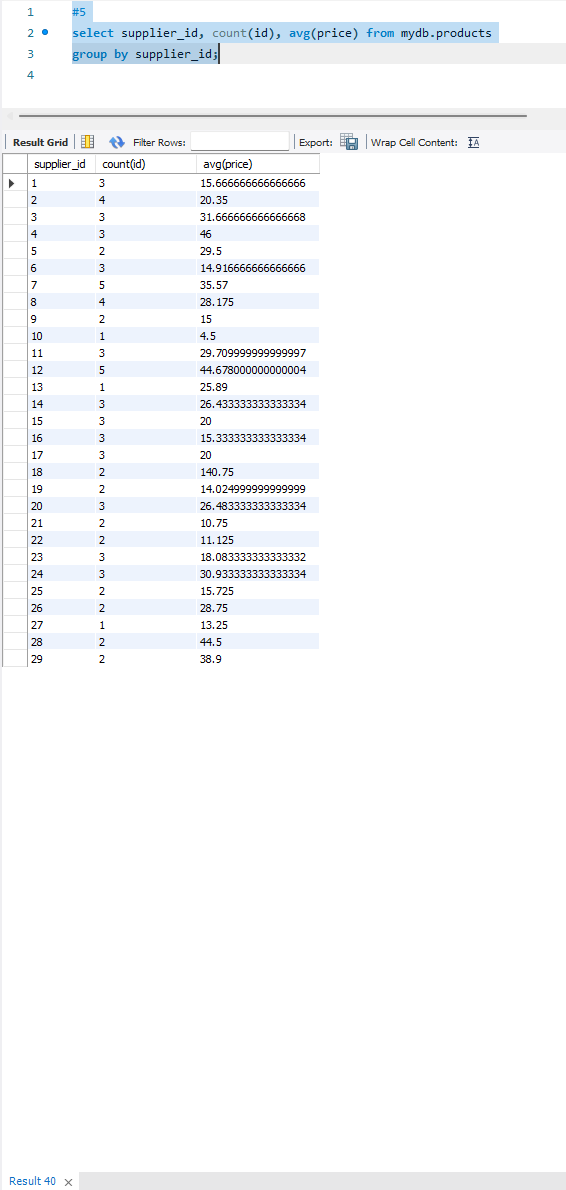 1 #5
2 select supplier_id, count(id), avg(price) from mydb.products
3 group by supplier_id;
4
Result Grid Filter Rows: Export: Wrap Cell Content:
supplier_id count(id) avg(price)
1 3 15.666666666666666
2 4 20.35
3 3 31.666666666666668
4 3 46
5 2 29.5
6 3 14.916666666666666
7 5 35.57
8 4 28.175
9 2 15
10 1 4.5
11 3 29.709999999999997
12 5 44.678000000000004
13 1 25.89
14 3 26.433333333333334
15 3 20
16 3 15.333333333333334
17 3 20
18 2 140.75
19 2 14.024999999999999
20 3 26.483333333333334
21 2 10.75
22 2 11.125
23 3 18.083333333333332
24 3 30.933333333333334
25 2 15.725
26 2 28.75
27 1 13.25
28 2 44.5
29 2 38.9
Result 40